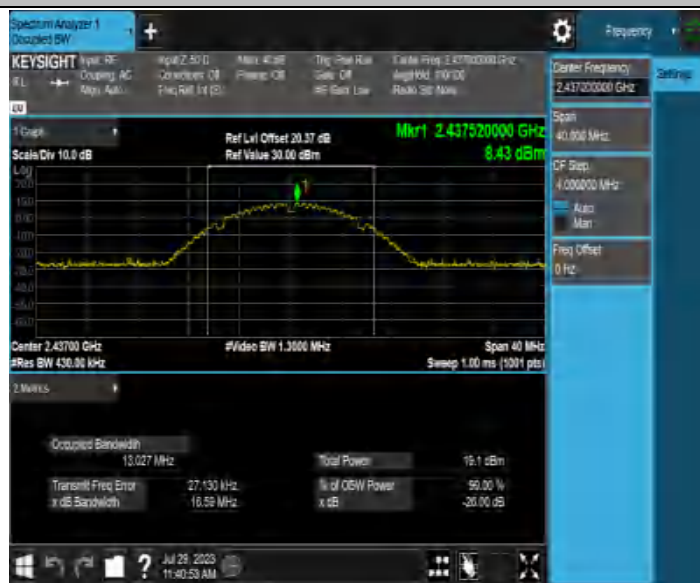 Spectrum Analyzer 1
Occupied BW
Frequency
KEYSIGHT Input: RF
Coupling: AC
Align: Auto
Input Z: 50 Ω
Corrections: Off
Freq Ref: Int (S)
Atten: 40 dB
Preamp: Off
Trig: Free Run
Gate: Off
#IF Gain: Low
Center Freq: 2.437000000 GHz
Avg|Hold: 100/100
Radio Std: None
Center Frequency
2.437000000 GHz
Settings
Span
40.000 MHz
CF Step
4.000000 MHz
Auto
Man
Freq Offset
0 Hz
1 Graph
Scale/Div 10.0 dB
Ref Lvl Offset 20.37 dB
Ref Value 30.00 dBm
Mkr1 2.437520000 GHz
8.43 dBm
Log
1
Center 2.43700 GHz
#Res BW 430.00 kHz
#Video BW 1.3000 MHz
Span 40 MHz
Sweep 1.00 ms (1001 pts)
2 Metrics
Occupied Bandwidth
13.027 MHz
Total Power
19.1 dBm
Transmit Freq Error
27.130 kHz
% of OBW Power
99.00 %
x dB Bandwidth
16.59 MHz
x dB
-26.00 dB
?
Jul 29, 2023
11:40:53 AM